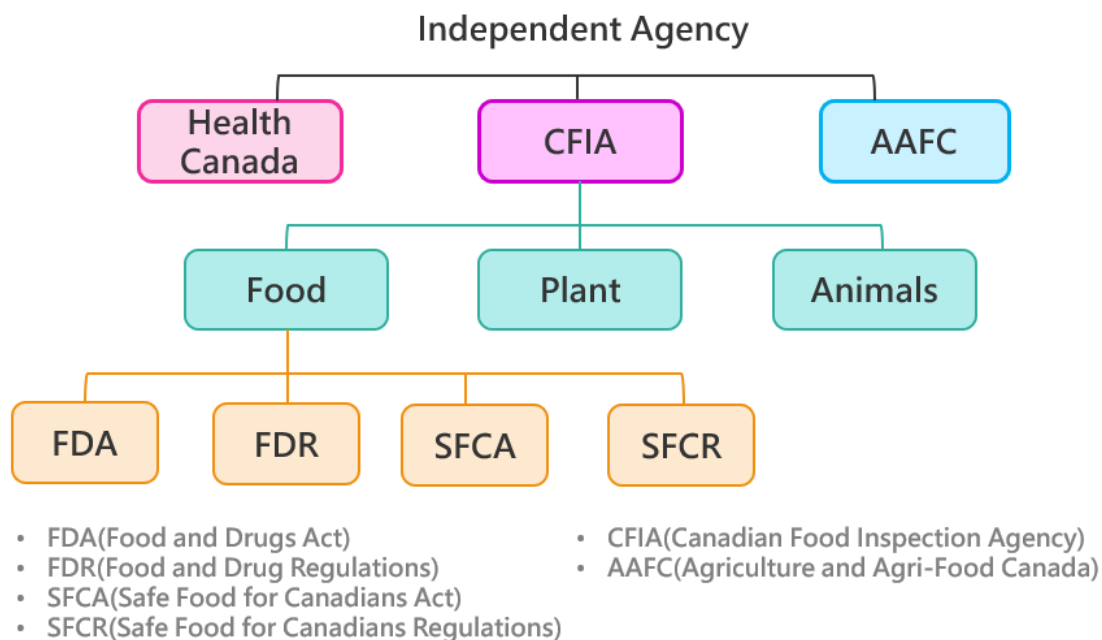 Independent Agency
Health
Canada
CFIA
AAFC
Food
Plant
Animals
FDA
FDR
SFCA
SFCR
• FDA(Food and Drugs Act)
• FDR(Food and Drug Regulations)
• SFCA(Safe Food for Canadians Act)
• SFCR(Safe Food for Canadians Regulations)
• CFIA(Canadian Food Inspection Agency)
• AAFC(Agriculture and Agri-Food Canada)